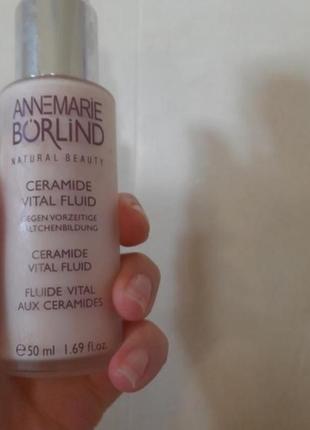 ANNEMARIE
BÖRLIND
NATURAL BEAUTY
CERAMIDE
VITAL FLUID
GEGEN VORZEITIGE
CERAMIDE
VITAL FLUID
FLUIDE VITAL
AUX CERAMIDES
℮50 ml 1.69 fl.oz.